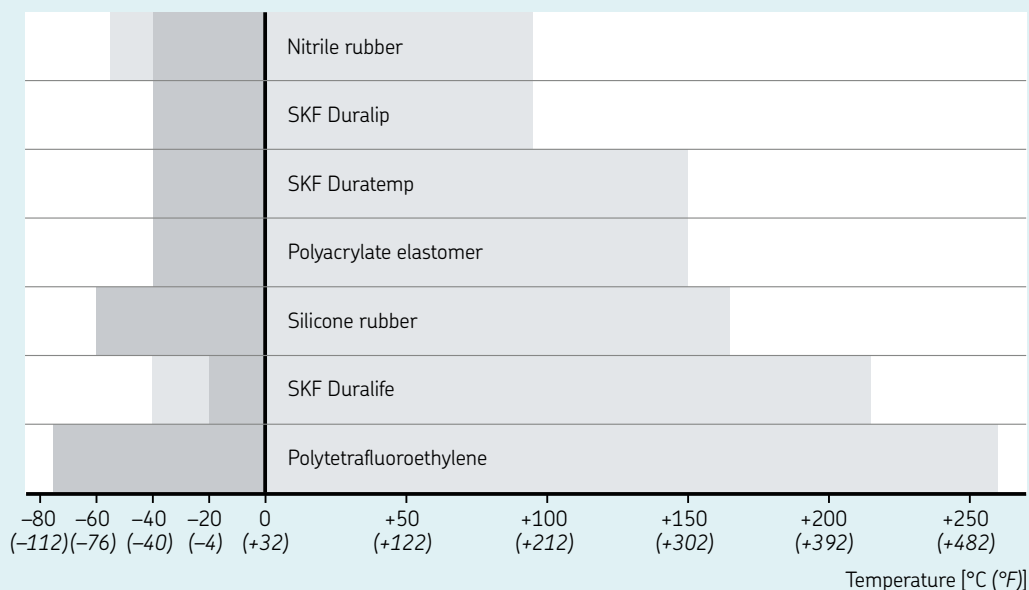 Nitrile rubber
SKF Duralip
SKF Duratemp
Polyacrylate elastomer
Silicone rubber
SKF Duralife
Polytetrafluoroethylene
–80 –60 –40 –20 0 +50 +100 +150 +200 +250
(–112) (–76) (–40) (–4) (+32) (+122) (+212) (+302) (+392) (+482)
Temperature [°C (°F)]